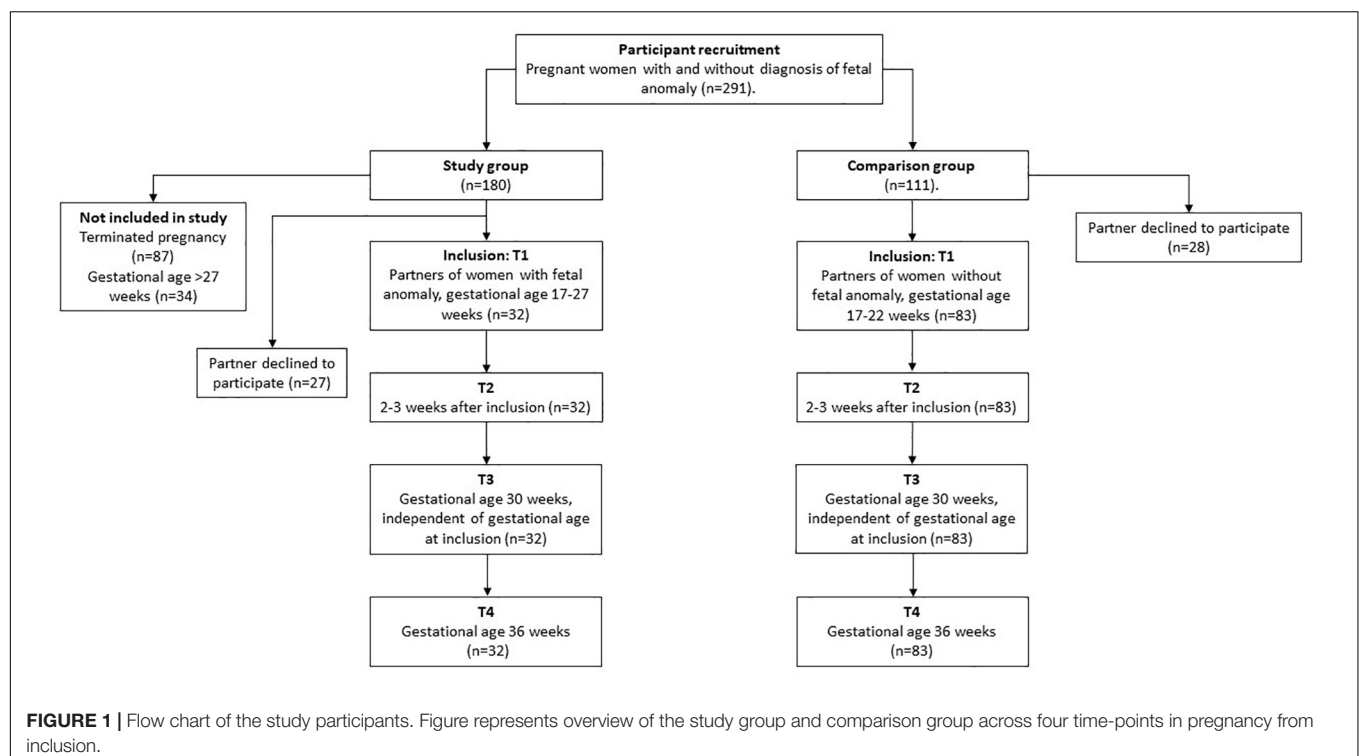 Participant recruitment
Pregnant women with and without diagnosis of fetal
anomaly (n=291).
Study group
(n=180)
Comparison group
(n=111).
Not included in study
Terminated pregnancy
(n=87)
Gestational age >27
weeks (n=34)
Partner declined to
participate (n=27)
Inclusion: T1
Partners of women with fetal
anomaly, gestational age 17-27
weeks (n=32)
Inclusion: T1
Partners of women without
fetal anomaly, gestational age
17-22 weeks (n=83)
Partner declined to participate
(n=28)
T2
2-3 weeks after inclusion (n=32)
T2
2-3 weeks after inclusion (n=83)
T3
Gestational age 30 weeks,
independent of gestational age
at inclusion (n=32)
T3
Gestational age 30 weeks,
independent of gestational age
at inclusion (n=83)
T4
Gestational age 36 weeks
(n=32)
T4
Gestational age 36 weeks
(n=83)
FIGURE 1 | Flow chart of the study participants. Figure represents overview of the study group and comparison group across four time-points in pregnancy from
inclusion.